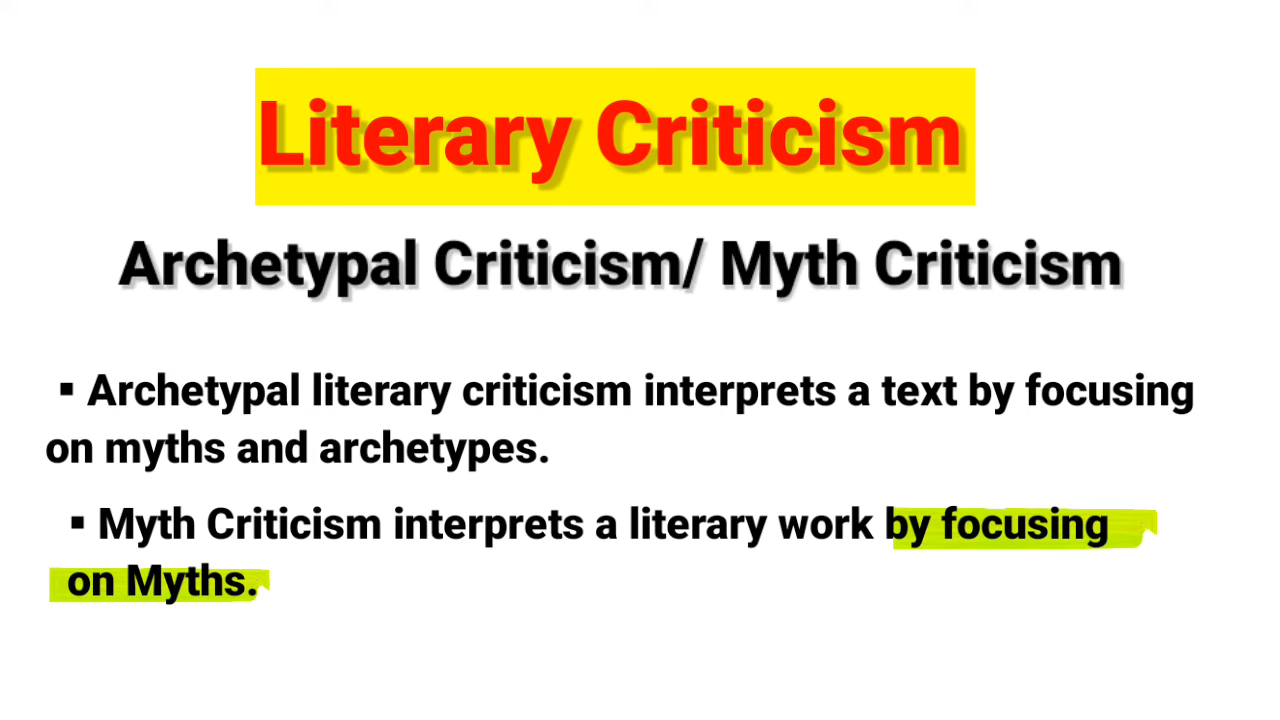 Literary Criticism
Archetypal Criticism/ Myth Criticism
▪ Archetypal literary criticism interprets a text by focusing
on myths and archetypes.
▪ Myth Criticism interprets a literary work by focusing
on Myths.